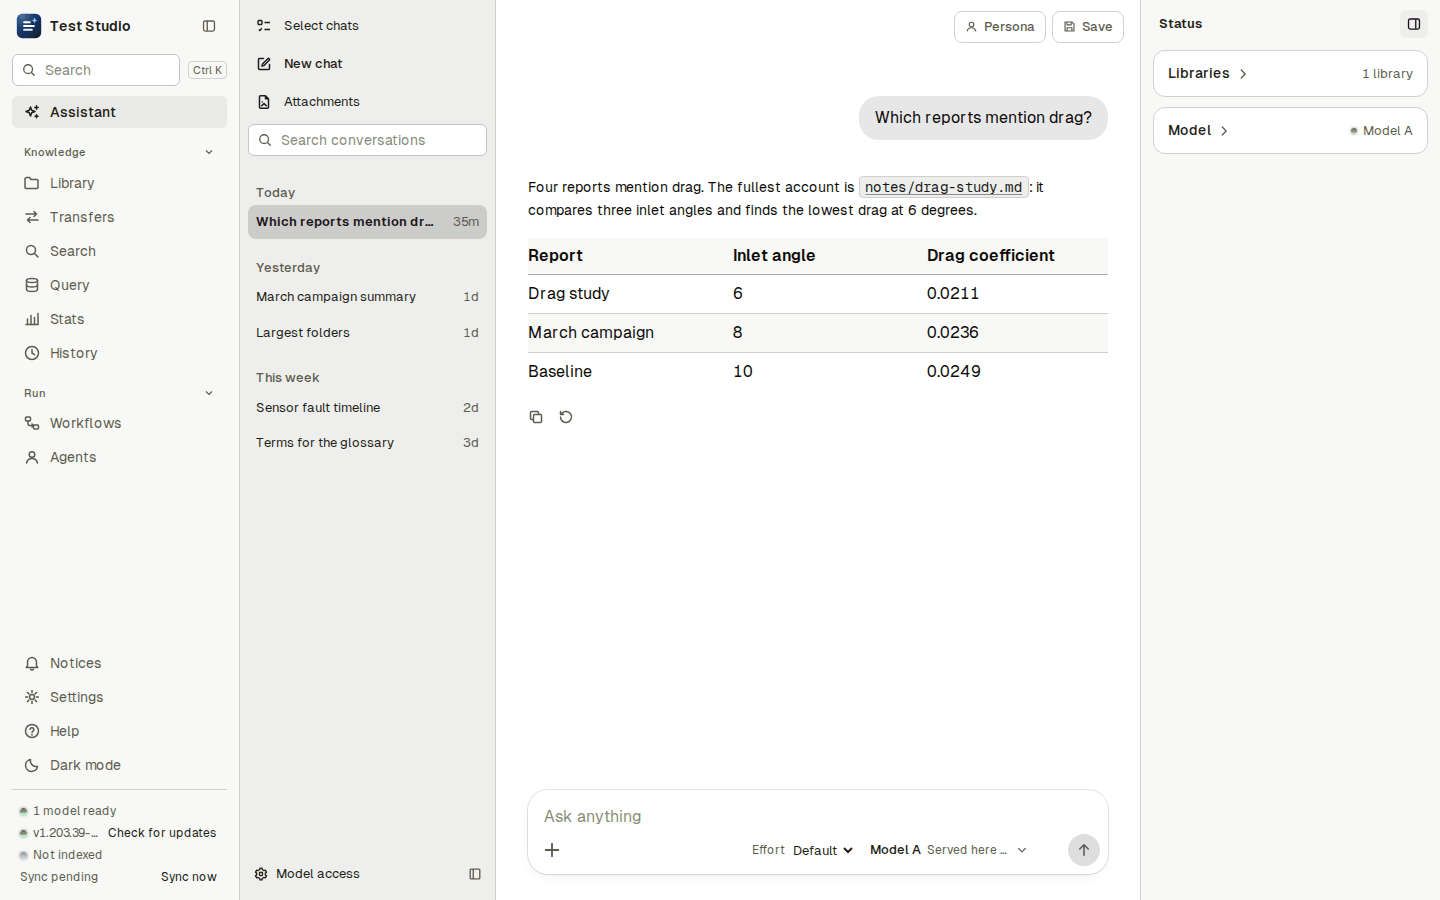 Test Studio
Search
Ctrl K
Assistant
Knowledge
Library
Transfers
Search
Query
Stats
History
Run
Workflows
Agents
Notices
Settings
Help
Dark mode
1 model ready
v1.203.39-... Check for updates
Not indexed
Sync pending Sync now
Select chats
New chat
Attachments
Search conversations
Today
Which reports mention dr... 35m
Yesterday
March campaign summary 1d
Largest folders 1d
This week
Sensor fault timeline 2d
Terms for the glossary 3d
Model access
Persona Save
Which reports mention drag?
Four reports mention drag. The fullest account is notes/drag-study.md : it
compares three inlet angles and finds the lowest drag at 6 degrees.
Report Inlet angle Drag coefficient
Drag study 6 0.0211
March campaign 8 0.0236
Baseline 10 0.0249
Ask anything
Effort Default Model A Served here ...
Status
Libraries 1 library
Model Model A